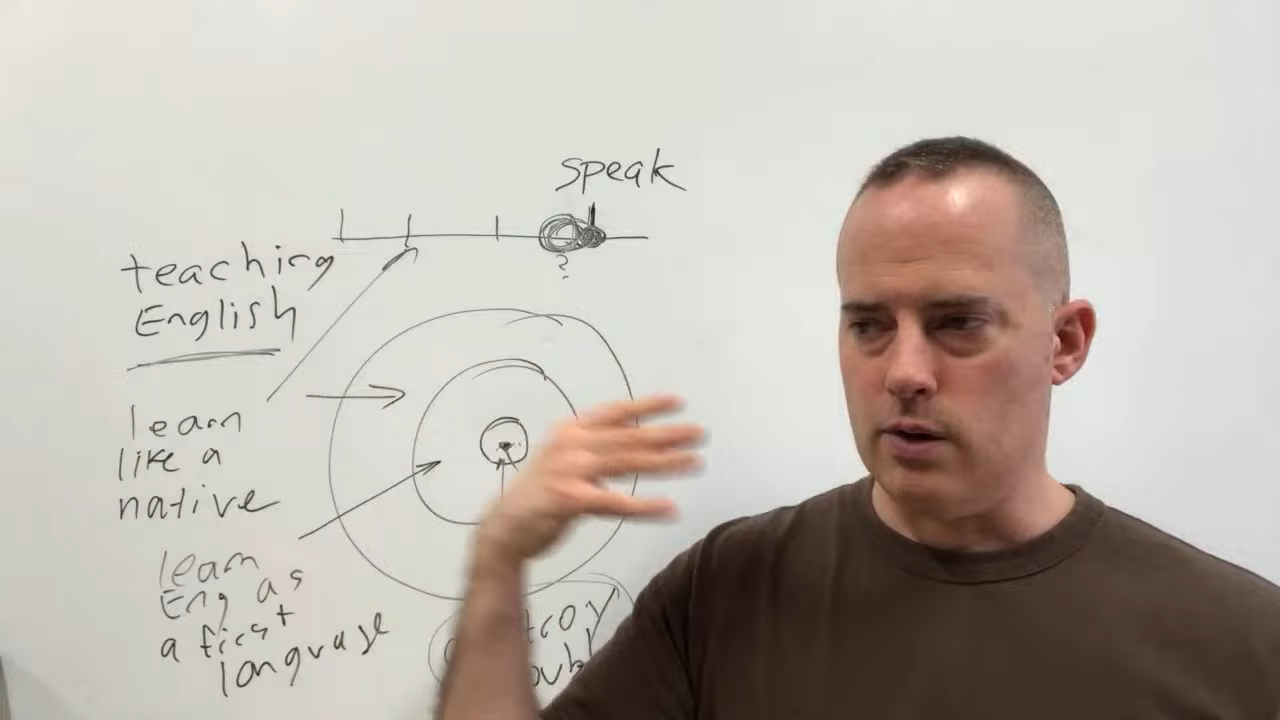 speak
?
teaching
English
learn
like a
native
learn
Eng as
a first
language